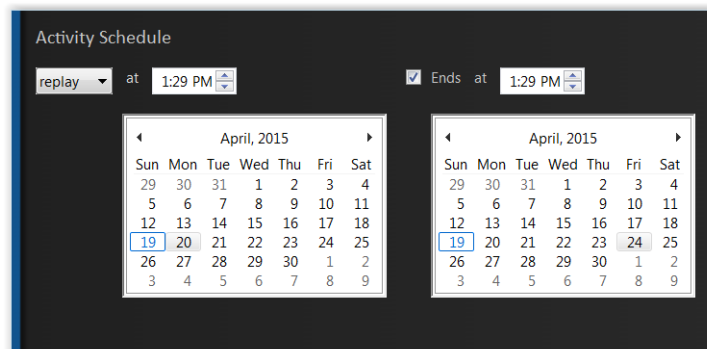 Activity Schedule
replay at 1:29 PM Ends at 1:29 PM
April, 2015 April, 2015
Sun Mon Tue Wed Thu Fri Sat Sun Mon Tue Wed Thu Fri Sat
29 30 31 1 2 3 4 29 30 31 1 2 3 4
5 6 7 8 9 10 11 5 6 7 8 9 10 11
12 13 14 15 16 17 18 12 13 14 15 16 17 18
19 20 21 22 23 24 25 19 20 21 22 23 24 25
26 27 28 29 30 1 2 26 27 28 29 30 1 2
3 4 5 6 7 8 9 3 4 5 6 7 8 9